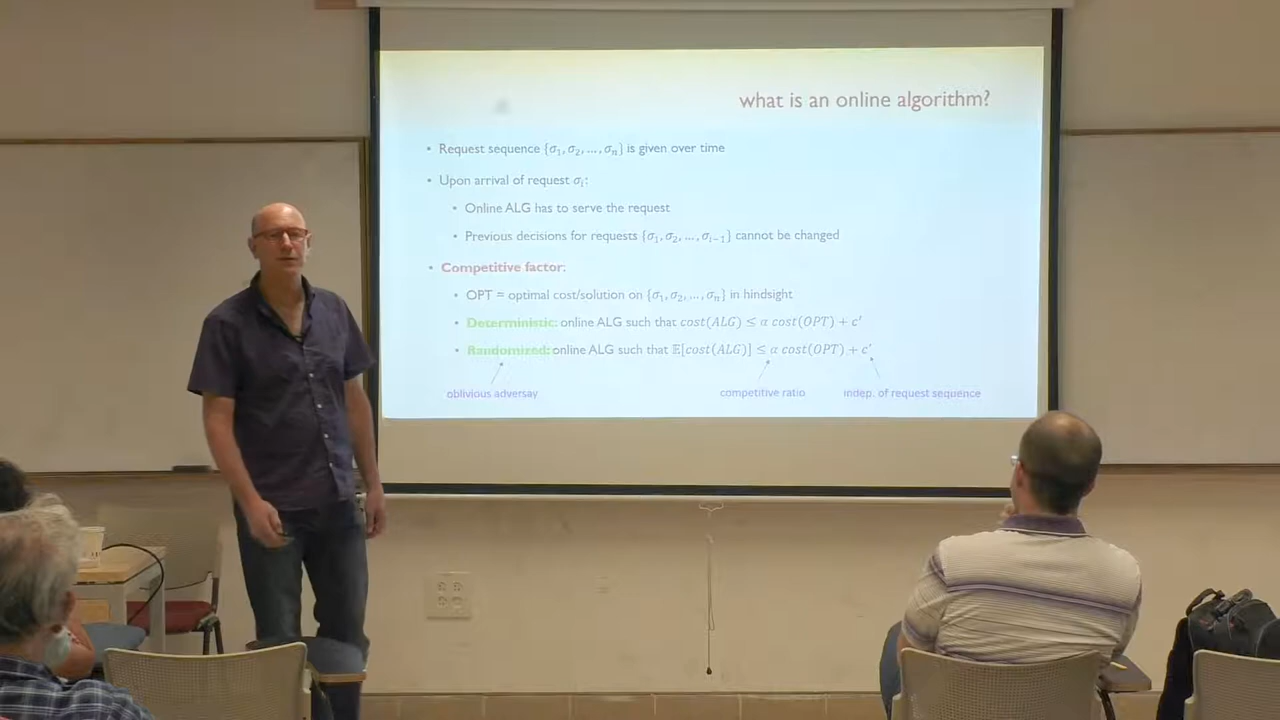 what is an online algorithm?
• Request sequence {σ₁, σ₂, ..., σₙ} is given over time
• Upon arrival of request σᵢ:
• Online ALG has to serve the request
• Previous decisions for requests {σ₁, σ₂, ..., σᵢ₋₁} cannot be changed
• Competitive factor:
• OPT = optimal cost/solution on {σ₁, σ₂, ..., σₙ} in hindsight
• Deterministic: online ALG such that cost(ALG) ≤ α cost(OPT) + c′
• Randomized: online ALG such that 𝔼[cost(ALG)] ≤ α cost(OPT) + c′
oblivious adversay competitive ratio indep. of request sequence